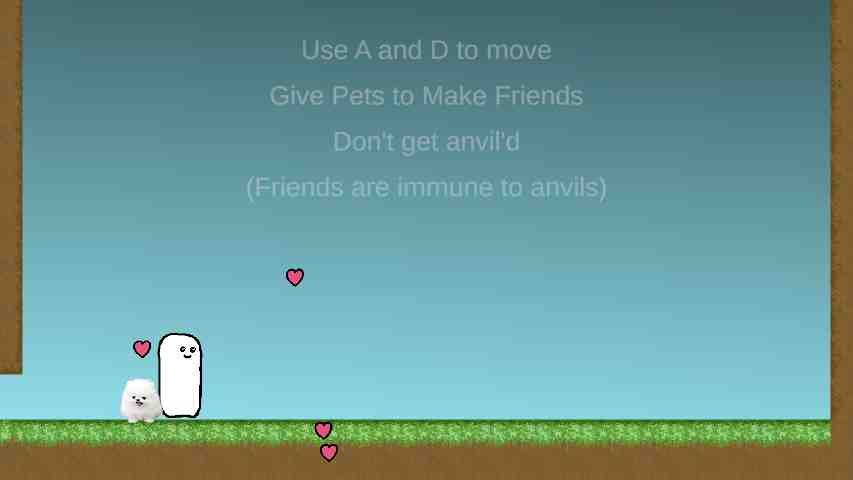 Use A and D to move
Give Pets to Make Friends
Don't get anvil'd
(Friends are immune to anvils)